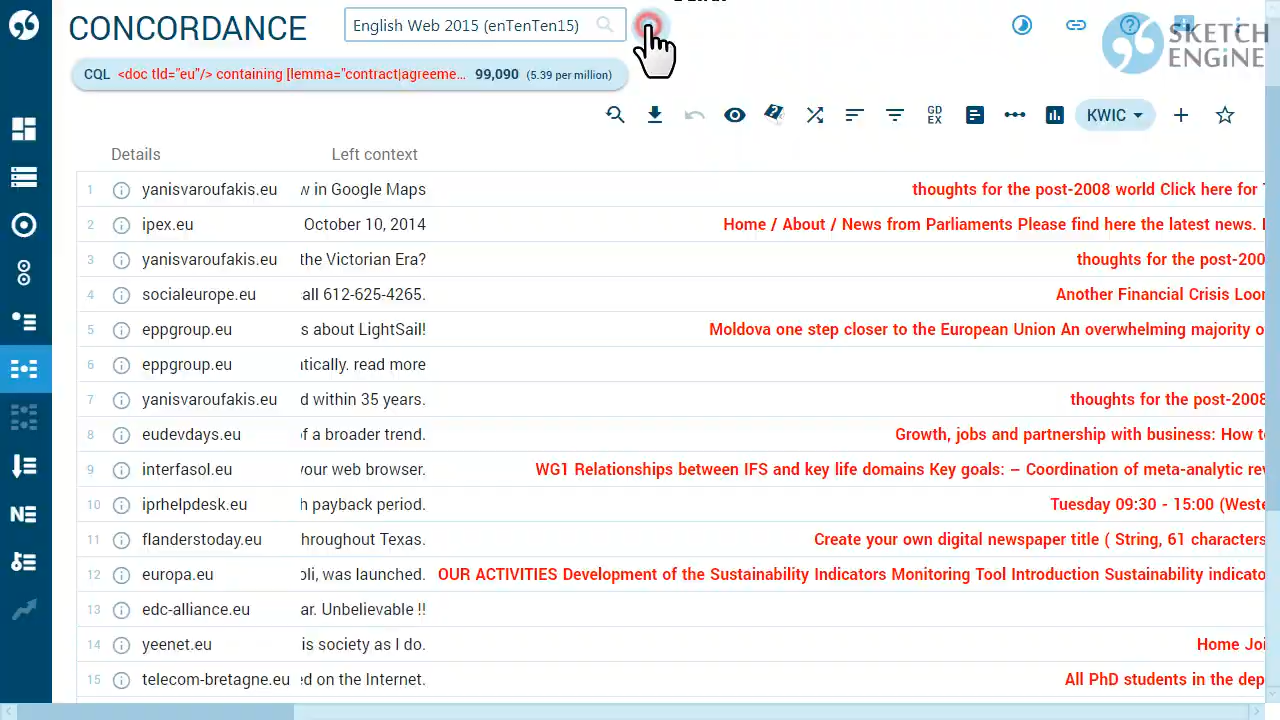 CONCORDANCE
English Web 2015 (enTenTen15)
SKETCH
ENGINE
CQL <doc tld="eu"/> containing [lemma="contract|agreeme... 99,090 (5.39 per million)
GD
EX
KWIC
Details Left context
1 yanisvaroufakis.eu w in Google Maps thoughts for the post-2008 world Click here for
2 ipex.eu October 10, 2014 Home / About / News from Parliaments Please find here the latest news.
3 yanisvaroufakis.eu the Victorian Era? thoughts for the post-200
4 socialeurope.eu all 612-625-4265. Another Financial Crisis Loo
5 eppgroup.eu s about LightSail! Moldova one step closer to the European Union An overwhelming majority o
6 eppgroup.eu tically. read more
7 yanisvaroufakis.eu d within 35 years. thoughts for the post-2008
8 eudevdays.eu of a broader trend. Growth, jobs and partnership with business: How t
9 interfasol.eu your web browser. WG1 Relationships between IFS and key life domains Key goals: – Coordination of meta-analytic re
10 iprhelpdesk.eu h payback period. Tuesday 09:30 - 15:00 (Weste
11 flanderstoday.eu hroughout Texas. Create your own digital newspaper title ( String, 61 characters
12 europa.eu oli, was launched. OUR ACTIVITIES Development of the Sustainability Indicators Monitoring Tool Introduction Sustainability indicato
13 edc-alliance.eu ar. Unbelievable !!
14 yeenet.eu is society as I do. Home Joi
15 telecom-bretagne.eu ed on the Internet. All PhD students in the dep